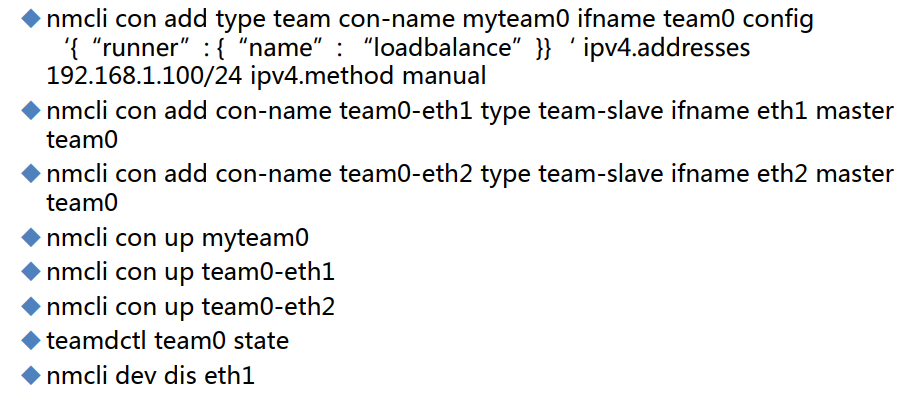 nmcli con add type team con-name myteam0 ifname team0 config
‘{“runner”:{“name”: “loadbalance”}} ‘ ipv4.addresses
192.168.1.100/24 ipv4.method manual
nmcli con add con-name team0-eth1 type team-slave ifname eth1 master
team0
nmcli con add con-name team0-eth2 type team-slave ifname eth2 master
team0
nmcli con up myteam0
nmcli con up team0-eth1
nmcli con up team0-eth2
teamdctl team0 state
nmcli dev dis eth1